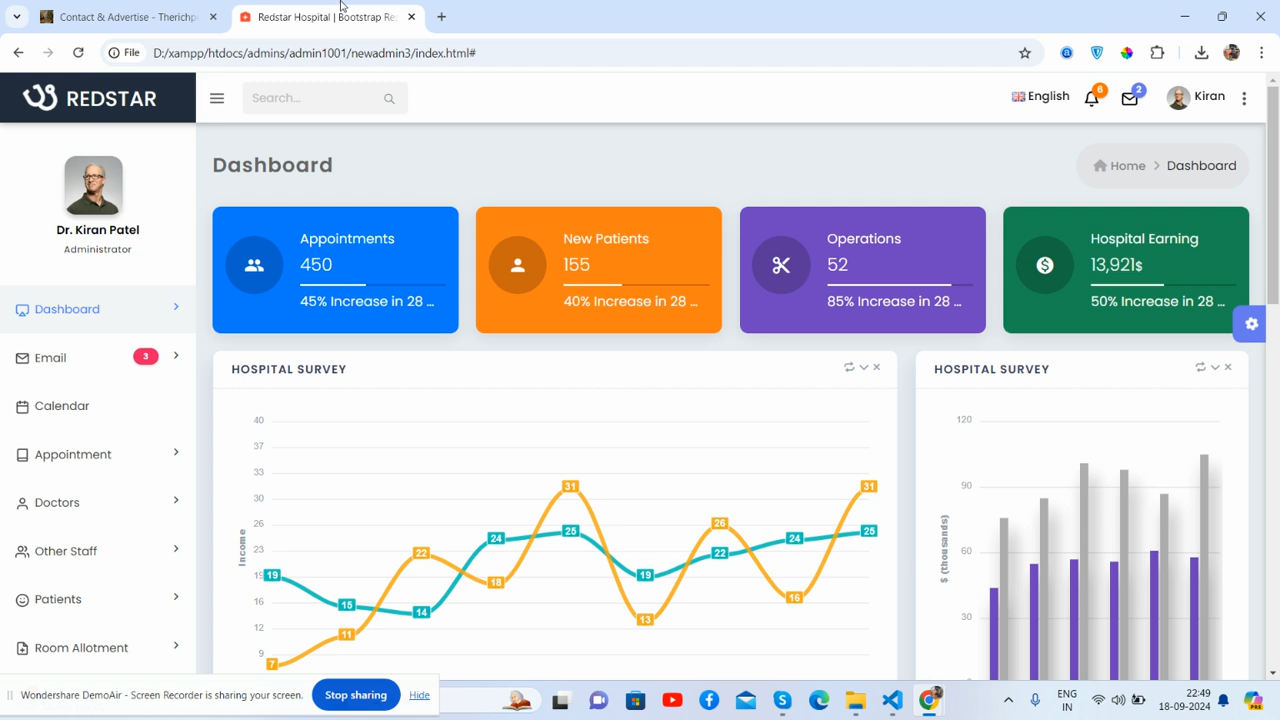 Contact & Advertise - Therichp
Redstar Hospital | Bootstrap Res
File
D:/xampp/htdocs/admins/admin1001/newadmin3/index.html#
REDSTAR
Search...
English
6
2
Kiran
Dashboard
Home > Dashboard
Dr. Kiran Patel
Administrator
Appointments
450
45% Increase in 28 ...
New Patients
155
40% Increase in 28 ...
Operations
52
85% Increase in 28 ...
Hospital Earning
13,921$
50% Increase in 28 ...
Dashboard
Email
3
Calendar
Appointment
Doctors
Other Staff
Patients
Room Allotment
HOSPITAL SURVEY
40
37
33
30
26
23
19
16
12
9
Income
19
15
14
24
25
19
22
24
25
7
11
22
18
31
13
26
16
31
HOSPITAL SURVEY
120
90
60
30
$ (thousands)
Wondershare DemoAir - Screen Recorder is sharing your screen.
Stop sharing
Hide
ENG
IN
22:49
18-09-2024